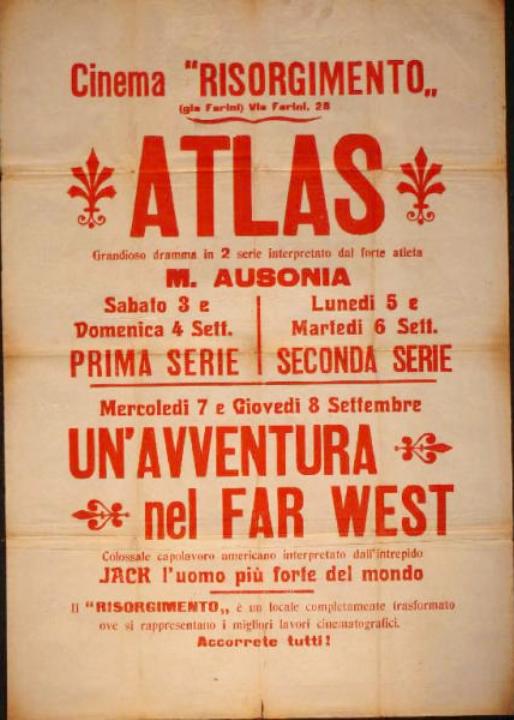 Cinema "RISORGIMENTO„
(già Farini) Via Farini, 28
ATLAS
Grandioso dramma in 2 serie interpretato dal forte atleta
M. AUSONIA
Sabato 3 e
Domenica 4 Sett.
PRIMA SERIE
Lunedì 5 e
Martedì 6 Sett.
SECONDA SERIE
Mercoledì 7 e Giovedì 8 Settembre
UN'AVVENTURA
nel FAR WEST
Colossale capolavoro americano interpretato dall'intrepido
JACK l'uomo più forte del mondo
Il "RISORGIMENTO„ è un locale completamente trasformato
ove si rappresentano i migliori lavori cinematografici.
Accorrete tutti!